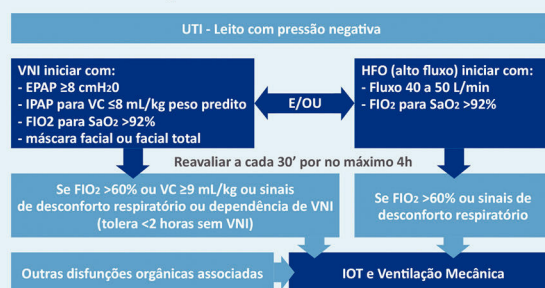 UTI - Leito com pressão negativa
VNI iniciar com:
- EPAP ≥8 cmH20
- IPAP para VC ≤8 mL/kg peso predito
- FIO2 para SaO₂ >92%
- máscara facial ou facial total
E/OU
HFO (alto fluxo) iniciar com:
- Fluxo 40 a 50 L/min
- FIO₂ para SaO₂ >92%
Reavaliar a cada 30’ por no máximo 4h
Se FIO₂ >60% ou VC ≥9 mL/kg ou sinais
de desconforto respiratório ou dependência de VNI
(tolera <2 horas sem VNI)
Se FIO₂ >60% ou sinais de
desconforto respiratório
Outras disfunções orgânicas associadas
IOT e Ventilação Mecânica